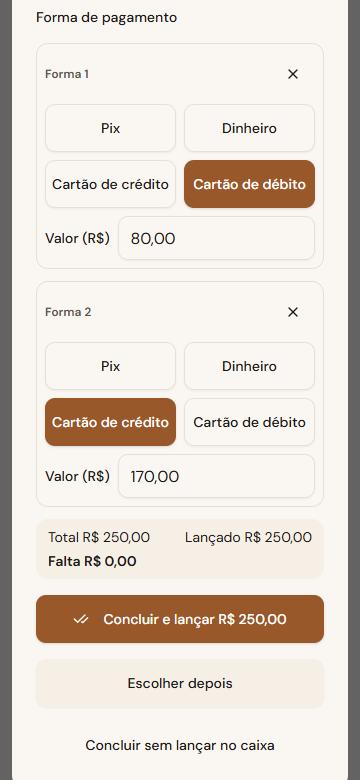 Forma de pagamento
Forma 1
Pix
Dinheiro
Cartão de crédito
Cartão de débito
Valor (R$)
80,00
Forma 2
Pix
Dinheiro
Cartão de crédito
Cartão de débito
Valor (R$)
170,00
Total R$ 250,00
Lançado R$ 250,00
Falta R$ 0,00
Concluir e lançar R$ 250,00
Escolher depois
Concluir sem lançar no caixa